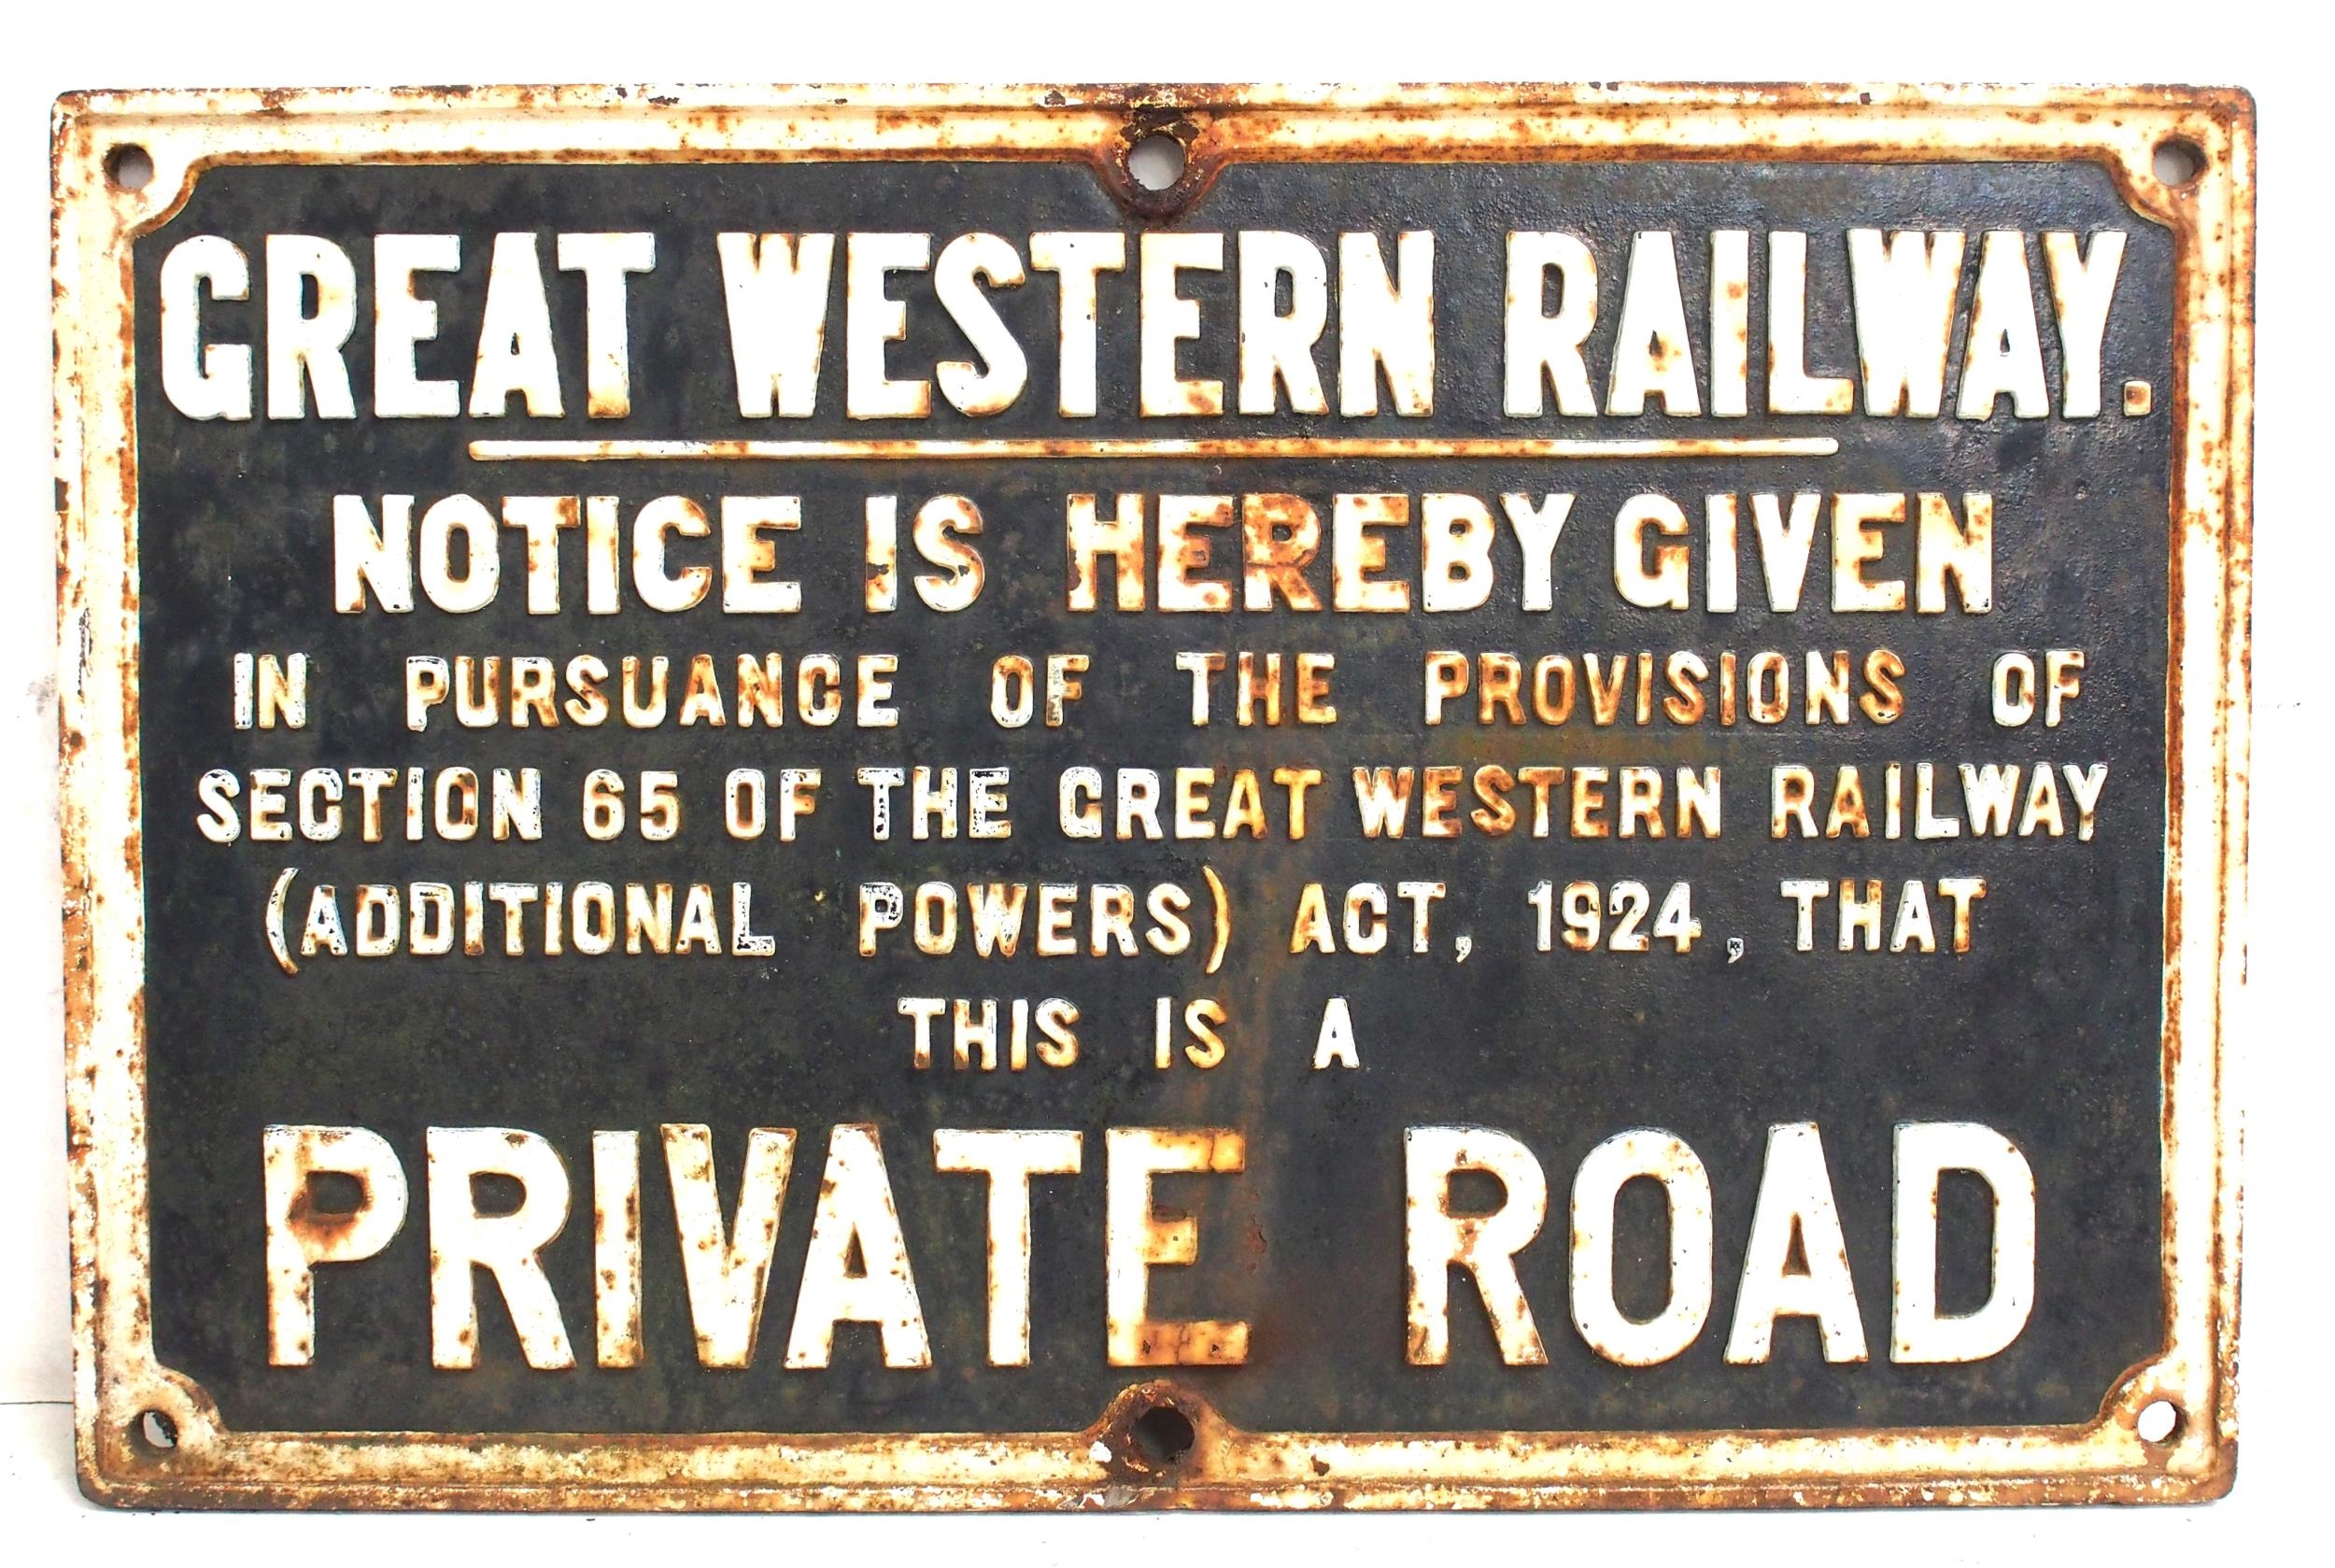 GREAT WESTERN RAILWAY.
NOTICE IS HEREBY GIVEN
IN PURSUANCE OF THE PROVISIONS OF
SECTION 65 OF THE GREAT WESTERN RAILWAY
(ADDITIONAL POWERS) ACT, 1924, THAT
THIS IS A
PRIVATE ROAD